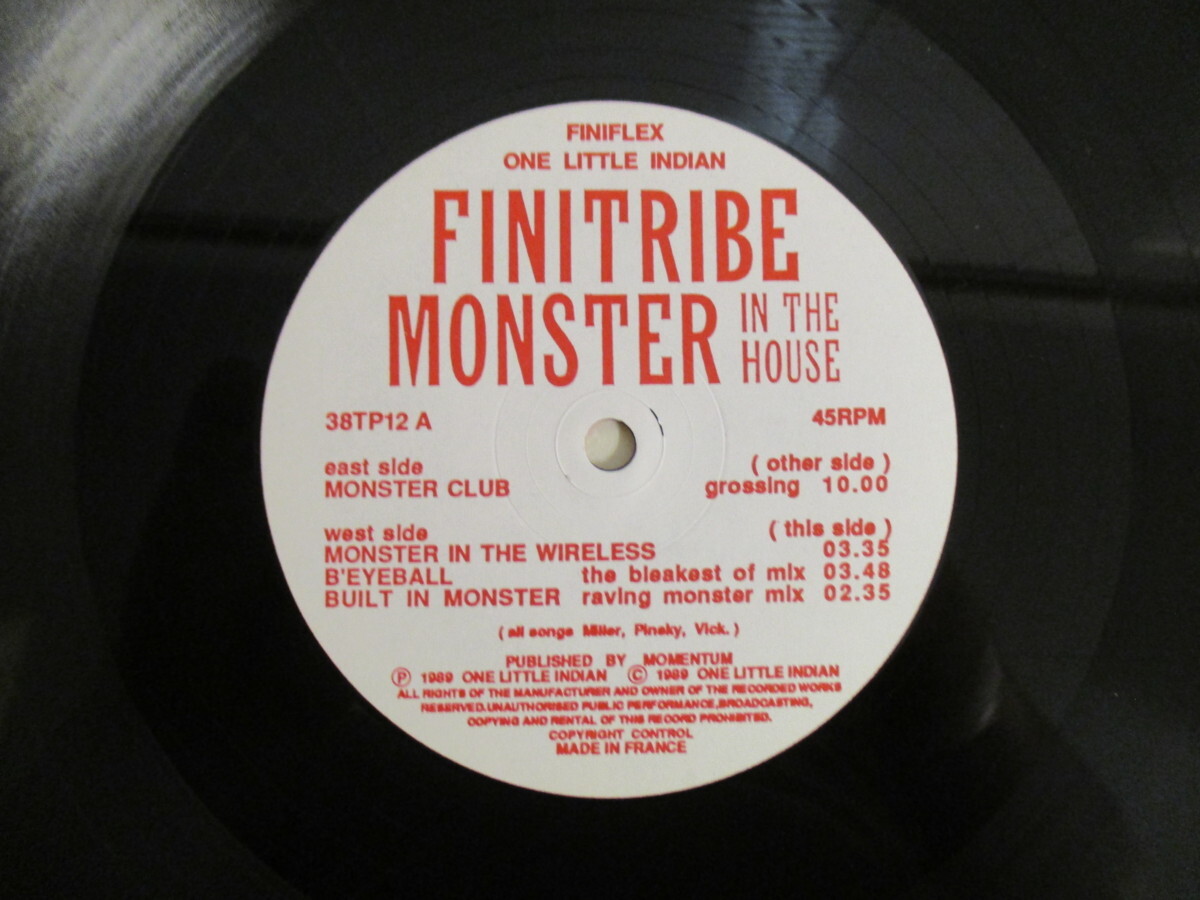 FINIFLEX
ONE LITTLE INDIAN
FINITRIBE
MONSTER IN THE HOUSE
38TP12 A 45RPM
east side ( other side )
MONSTER CLUB grossing 10.00
west side ( this side )
MONSTER IN THE WIRELESS 03.35
B'EYEBALL the bleakest of mix 03.48
BUILT IN MONSTER raving monster mix 02.35
( all songs Miller, Pinsky, Vick. )
PUBLISHED BY MOMENTUM
Ⓟ 1989 ONE LITTLE INDIAN © 1989 ONE LITTLE INDIAN
ALL RIGHTS OF THE MANUFACTURER AND OWNER OF THE RECORDED WORKS
RESERVED.UNAUTHORISED PUBLIC PERFORMANCE,BROADCASTING,
COPYING AND RENTAL OF THIS RECORD PROHIBITED.
COPYRIGHT CONTROL
MADE IN FRANCE